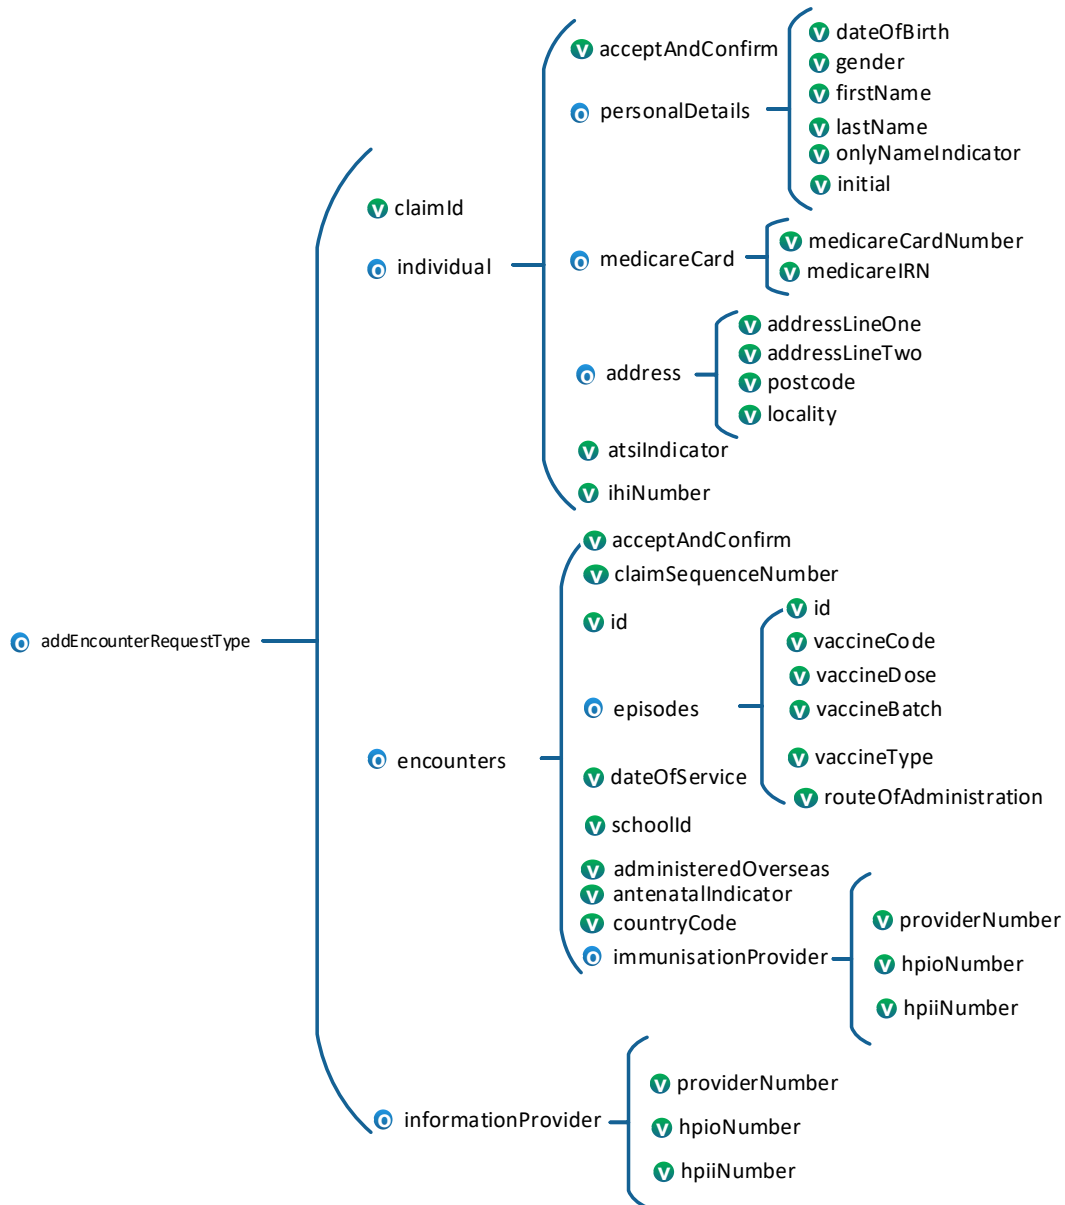 addEncounterRequestType
V claimId
O individual
V acceptAndConfirm
O personalDetails
V dateOfBirth
V gender
V firstName
V lastName
V onlyNameIndicator
V initial
O medicareCard
V medicareCardNumber
V medicareIRN
O address
V addressLineOne
V addressLineTwo
V postcode
V locality
V atsiIndicator
V ihiNumber
O encounters
V acceptAndConfirm
V claimSequenceNumber
V id
O episodes
V id
V vaccineCode
V vaccineDose
V vaccineBatch
V vaccineType
V routeOfAdministration
V dateOfService
V schoolId
V administeredOverseas
V antenatalIndicator
V countryCode
O immunisationProvider
V providerNumber
V hpioNumber
V hpiiNumber
O informationProvider
V providerNumber
V hpioNumber
V hpiiNumber